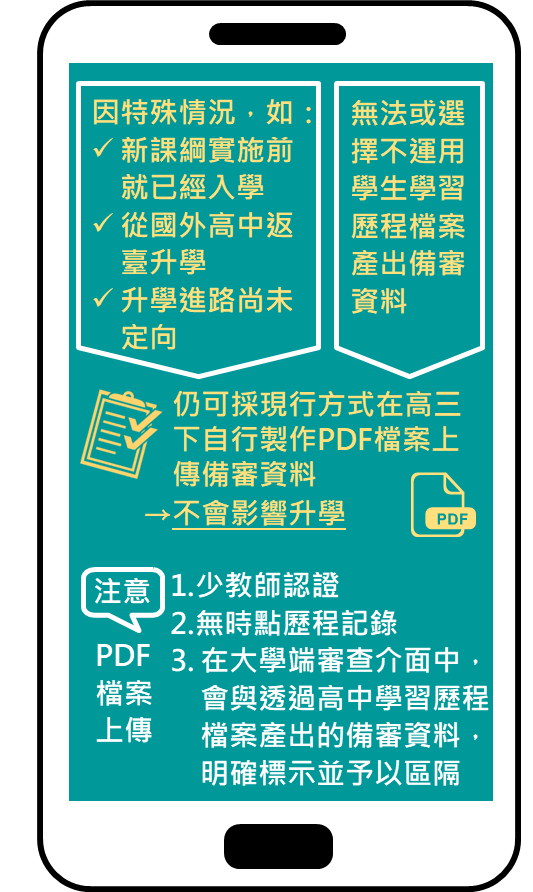 因特殊情況，如：
✓ 新課綱實施前
就已經入學
✓ 從國外高中返
臺升學
✓ 升學進路尚未
定向
無法或選
擇不運用
學生學習
歷程檔案
產出備審
資料
仍可採現行方式在高三
下自行製作PDF檔案上
傳備審資料
→不會影響升學
PDF
注意
PDF
檔案
上傳
1.少教師認證
2.無時點歷程記錄
3. 在大學端審查介面中，
會與透過高中學習歷程
檔案產出的備審資料，
明確標示並予以區隔